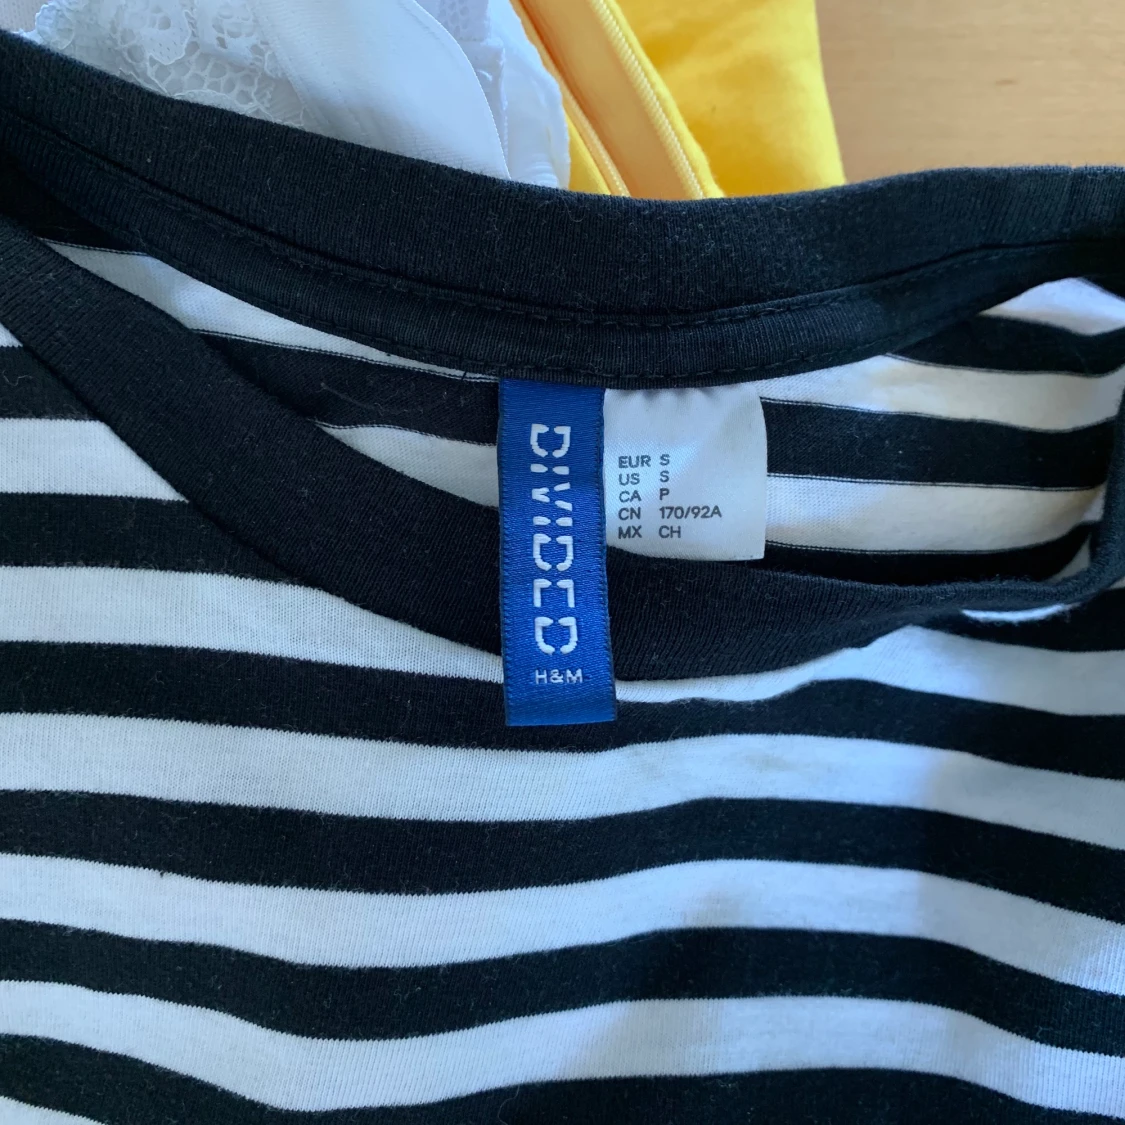 DIVIDED
H&M
EUR S
US S
CA P
CN 170/92A
MX CH